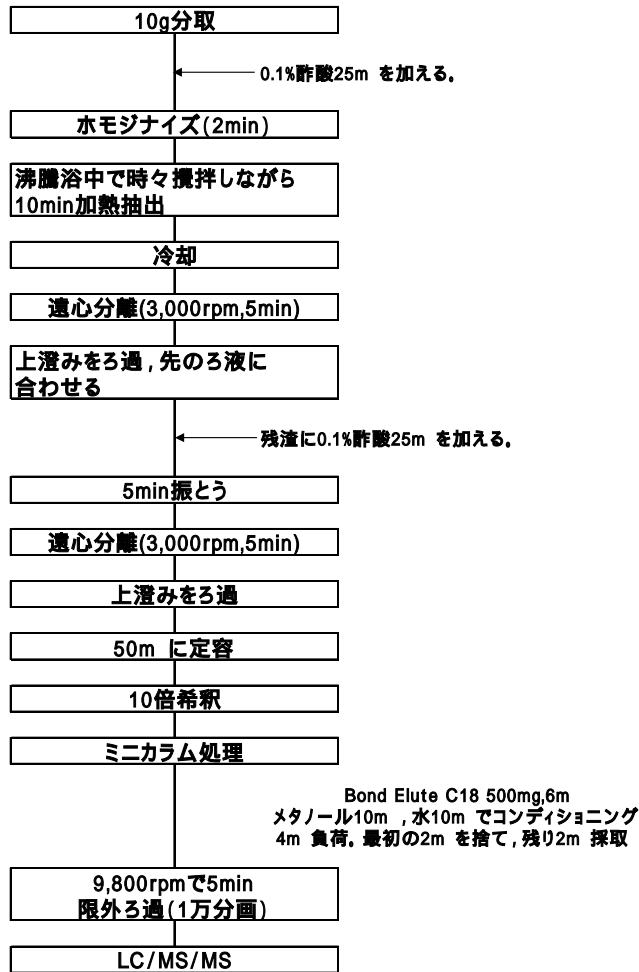 10g分取
0.1%酢酸25m を加える。
ホモジナイズ(2min)
沸騰浴中で時々攪拌しながら
10min加熱抽出
冷却
遠心分離(3,000rpm,5min)
上澄みをろ過,先のろ液に
合わせる
残渣に0.1%酢酸25m を加える。
5min振とう
遠心分離(3,000rpm,5min)
上澄みをろ過
50m に定容
10倍希釈
ミニカラム処理
Bond Elute C18 500mg,6m
メタノール10m ,水10m でコンディショニング
4m 負荷。最初の2m を捨て,残り2m 採取
9,800rpmで5min
限外ろ過(1万分画)
LC/MS/MS